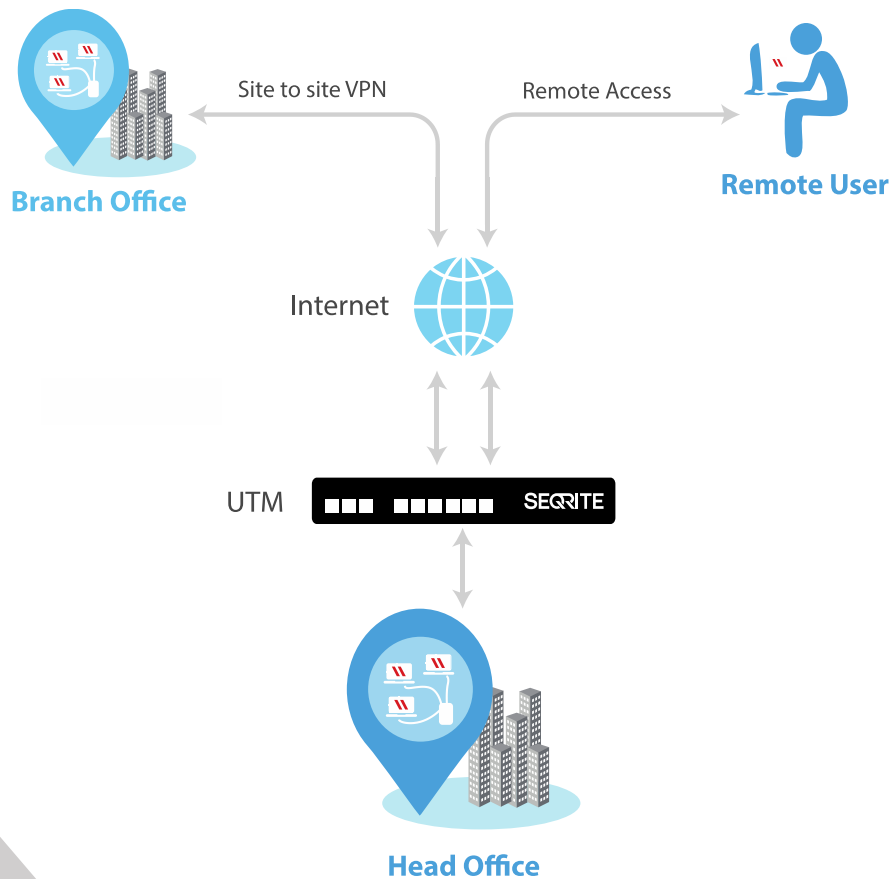 Site to site VPN
Remote Access
Branch Office
Remote User
Internet
UTM
SEQRITE
Head Office